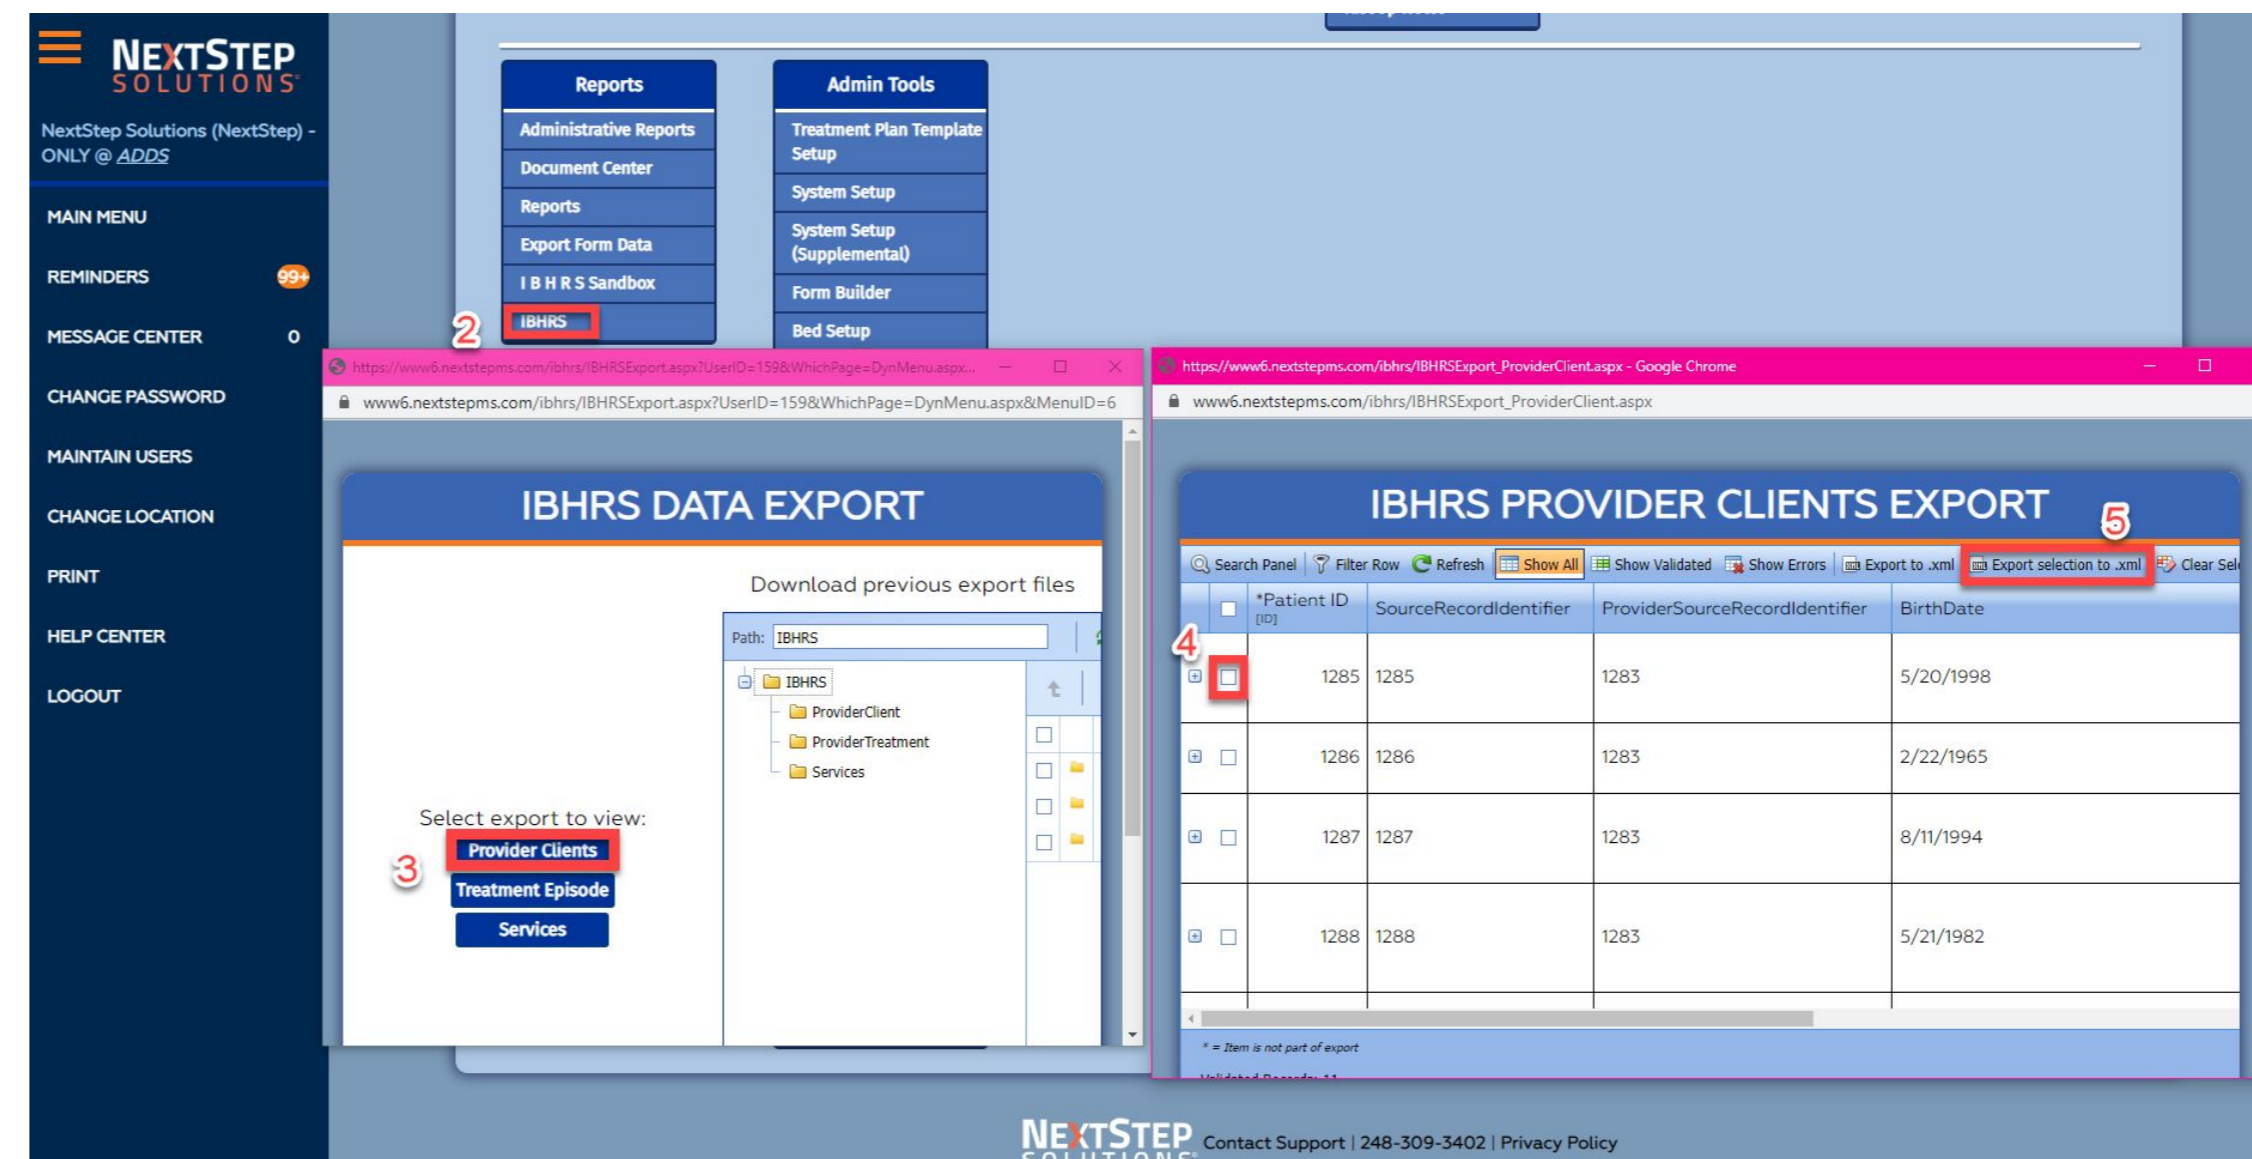 NEXTSTEP
SOLUTIONS
NextStep Solutions (NextStep) -
ONLY @ ADDS
MAIN MENU
REMINDERS 99+
MESSAGE CENTER 0
CHANGE PASSWORD
MAINTAIN USERS
CHANGE LOCATION
PRINT
HELP CENTER
LOGOUT
Reports
Administrative Reports
Document Center
Reports
Export Form Data
I B H R S Sandbox
2 IBHRS
Admin Tools
Treatment Plan Template
Setup
System Setup
System Setup
(Supplemental)
Form Builder
Bed Setup
https://www6.nextstepms.com/ibhrs/IBHRSExport.aspx?UserID=159&WhichPage=DynMenu.aspx...
www6.nextstepms.com/ibhrs/IBHRSExport.aspx?UserID=159&WhichPage=DynMenu.aspx&MenuID=6
IBHRS DATA EXPORT
Download previous export files
Path: IBHRS
IBHRS
ProviderClient
ProviderTreatment
Services
Select export to view:
3 Provider Clients
Treatment Episode
Services
https://www6.nextstepms.com/ibhrs/IBHRSExport_ProviderClient.aspx - Google Chrome
www6.nextstepms.com/ibhrs/IBHRSExport_ProviderClient.aspx
IBHRS PROVIDER CLIENTS EXPORT
5
Search Panel Filter Row Refresh Show All Show Validated Show Errors Export to .xml Export selection to .xml Clear Sel
*Patient ID SourceRecordIdentifier ProviderSourceRecordIdentifier BirthDate
[ID]
4
1285 1285 1283 5/20/1998
1286 1286 1283 2/22/1965
1287 1287 1283 8/11/1994
1288 1288 1283 5/21/1982
* = Item is not part of export
Validated Records: 11
NEXTSTEP
SOLUTIONS
Contact Support | 248-309-3402 | Privacy Policy